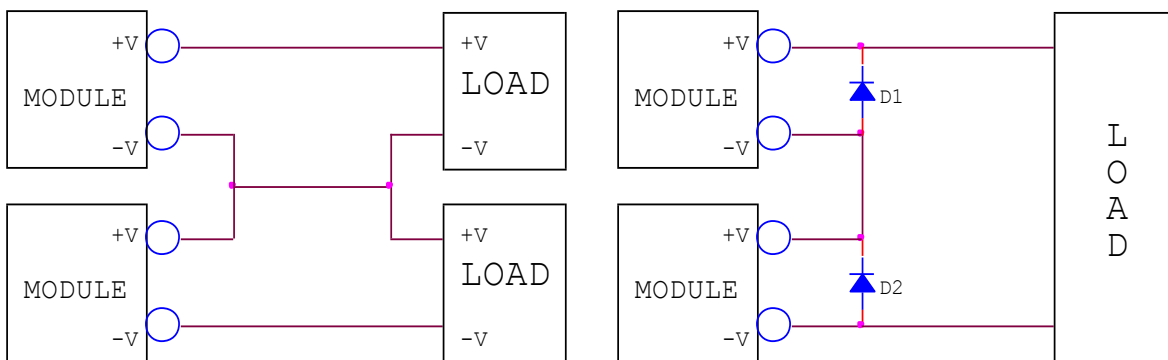 +V
MODULE
-V
+V
LOAD
-V
+V
MODULE
-V
+V
LOAD
-V
+V
MODULE
-V
D1
+V
MODULE
-V
D2
L
O
A
D